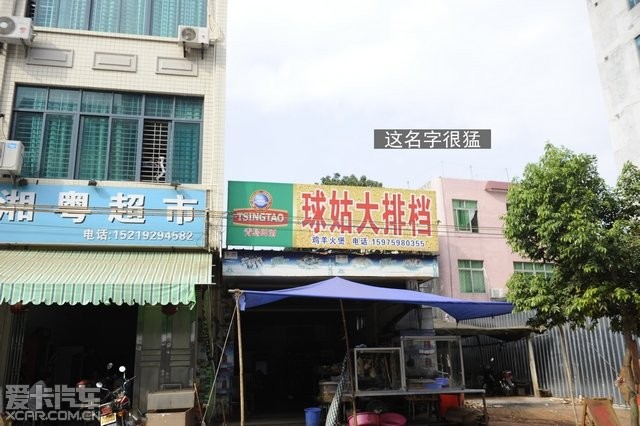 这名字很猛
湘粤超市
电话:15219294582
TSINGTAO
青岛啤酒
球姑大排档
鸡羊火煲 电话:15975980355
爱卡汽车
XCAR.COM.CN